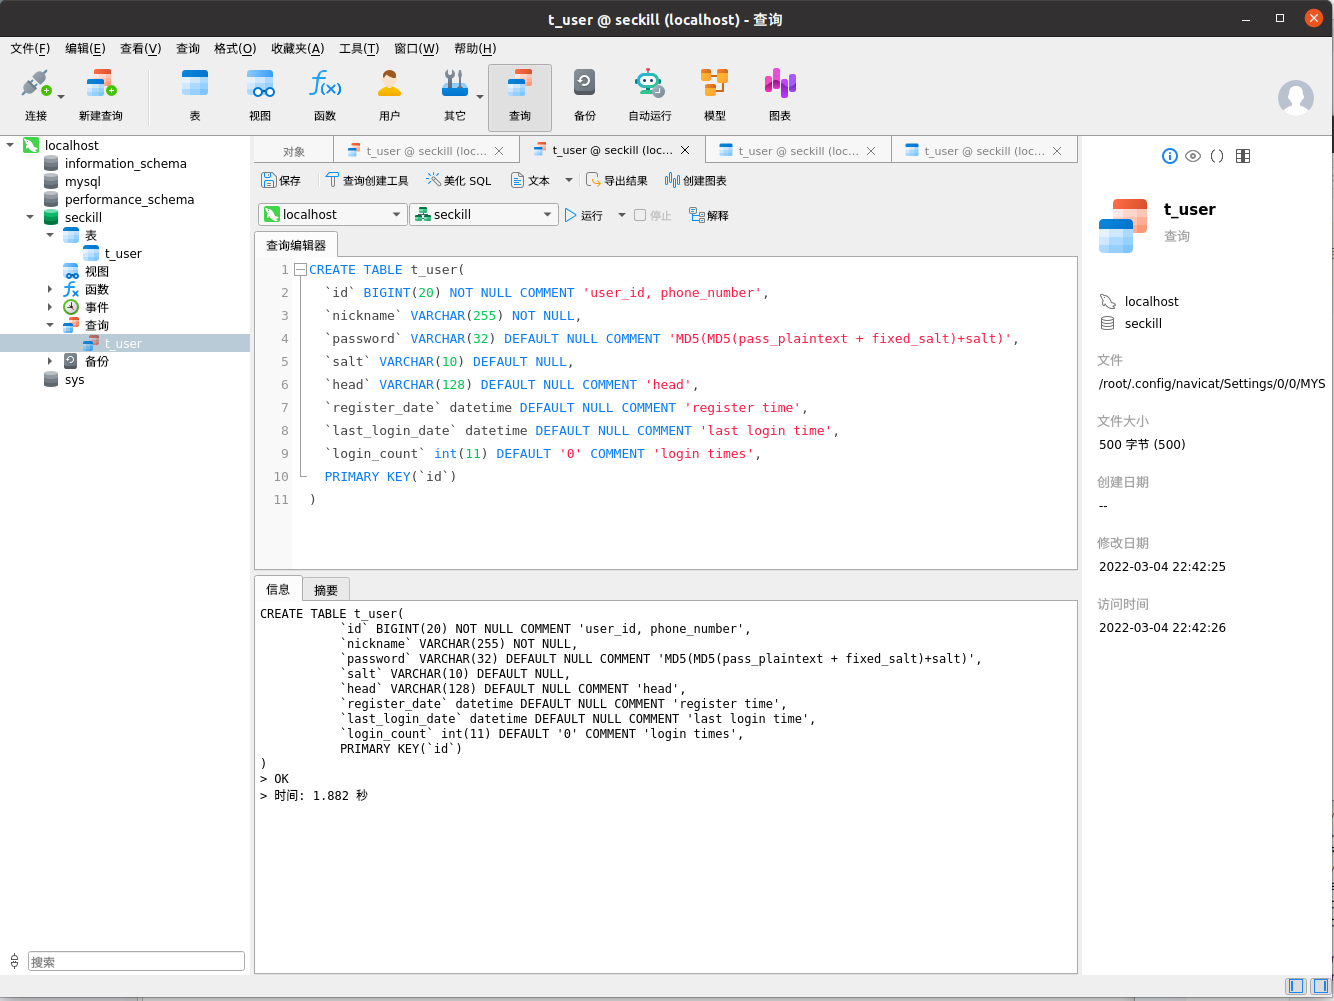 t_user @ seckill (localhost) - 查询
文件(F) 编辑(E) 查看(V) 查询 格式(O) 收藏夹(A) 工具(T) 窗口(W) 帮助(H)
连接 新建查询 表 视图 函数 用户 其它 查询 备份 自动运行 模型 图表
localhost
information_schema
mysql
performance_schema
seckill
表
t_user
视图
函数
事件
查询
t_user
备份
sys
搜索
对象 t_user @ seckill (loc... t_user @ seckill (loc... t_user @ seckill (loc... t_user @ seckill (loc...
保存 查询创建工具 美化 SQL 文本 导出结果 创建图表
localhost seckill 运行 停止 解释
查询编辑器
1 CREATE TABLE t_user(
2 `id` BIGINT(20) NOT NULL COMMENT 'user_id, phone_number',
3 `nickname` VARCHAR(255) NOT NULL,
4 `password` VARCHAR(32) DEFAULT NULL COMMENT 'MD5(MD5(pass_plaintext + fixed_salt)+salt)',
5 `salt` VARCHAR(10) DEFAULT NULL,
6 `head` VARCHAR(128) DEFAULT NULL COMMENT 'head',
7 `register_date` datetime DEFAULT NULL COMMENT 'register time',
8 `last_login_date` datetime DEFAULT NULL COMMENT 'last login time',
9 `login_count` int(11) DEFAULT '0' COMMENT 'login times',
10 PRIMARY KEY(`id`)
11 )
信息 摘要
CREATE TABLE t_user(
`id` BIGINT(20) NOT NULL COMMENT 'user_id, phone_number',
`nickname` VARCHAR(255) NOT NULL,
`password` VARCHAR(32) DEFAULT NULL COMMENT 'MD5(MD5(pass_plaintext + fixed_salt)+salt)',
`salt` VARCHAR(10) DEFAULT NULL,
`head` VARCHAR(128) DEFAULT NULL COMMENT 'head',
`register_date` datetime DEFAULT NULL COMMENT 'register time',
`last_login_date` datetime DEFAULT NULL COMMENT 'last login time',
`login_count` int(11) DEFAULT '0' COMMENT 'login times',
PRIMARY KEY(`id`)
)
> OK
> 时间: 1.882 秒
t_user
查询
localhost
seckill
文件
/root/.config/navicat/Settings/0/0/MYS
文件大小
500 字节 (500)
创建日期
--
修改日期
2022-03-04 22:42:25
访问时间
2022-03-04 22:42:26